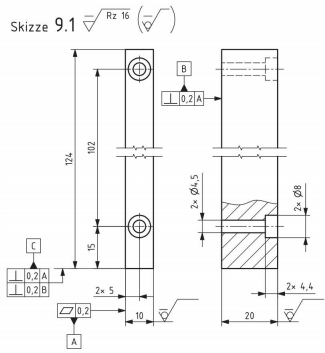 Skizze 9.1 Rz 16 ( )
B
⊥ 0,2 A
124
102
2× Ø4,5
2× Ø8
15
C
⊥ 0,2 A
⊥ 0,2 B
2× 5
2× 4,4
⏥ 0,2
10
20
A